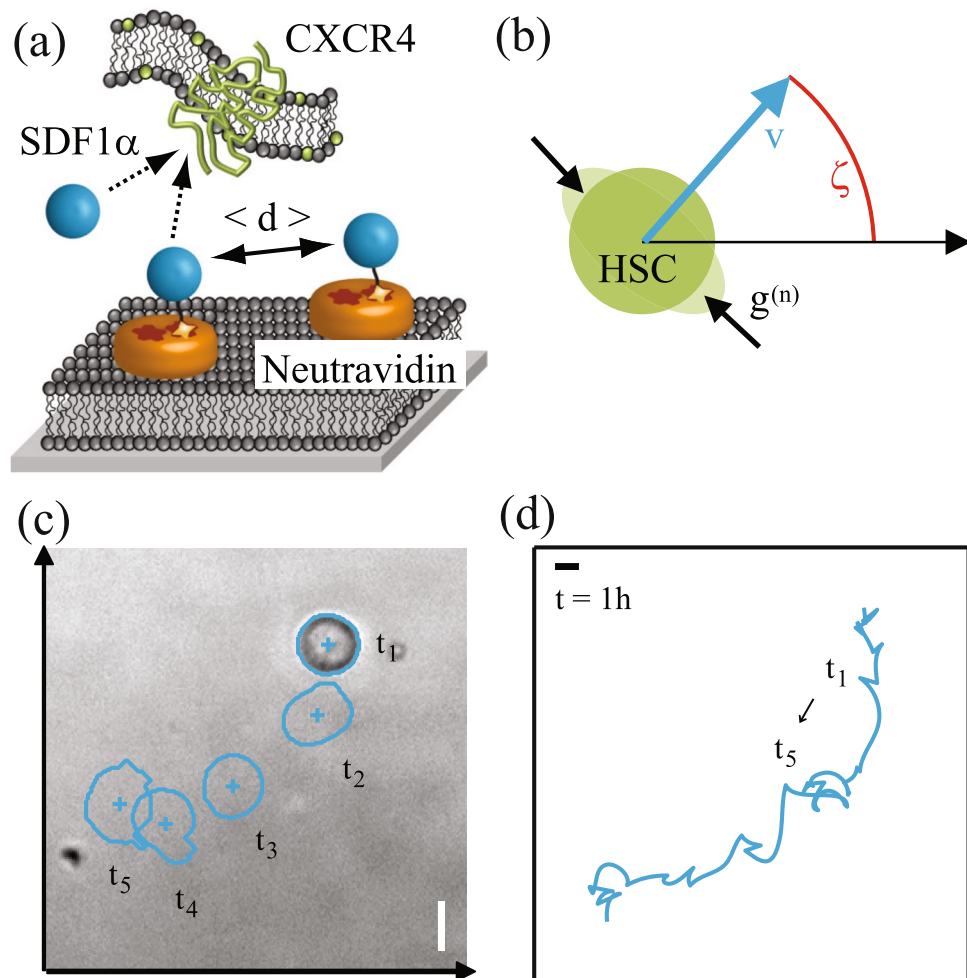 (a)
CXCR4
SDF1α
< d >
Neutravidin
(b)
v
ζ
HSC
g(n)
(c)
t1
t2
t3
t4
t5
(d)
t = 1h
t1
t5